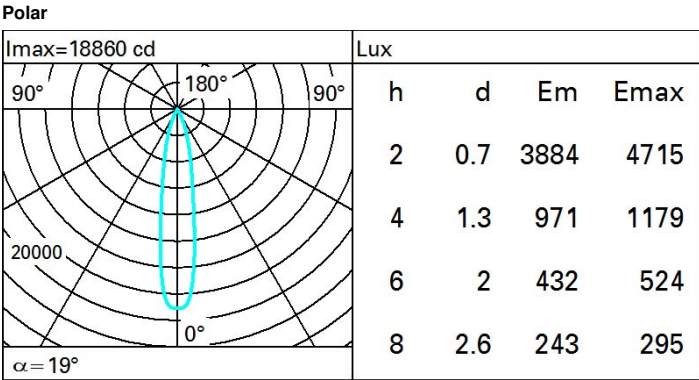 Polar
Imax=18860 cd
Lux
90° 180° 90°
20000
0°
α=19°
h d Em Emax
2 0.7 3884 4715
4 1.3 971 1179
6 2 432 524
8 2.6 243 295